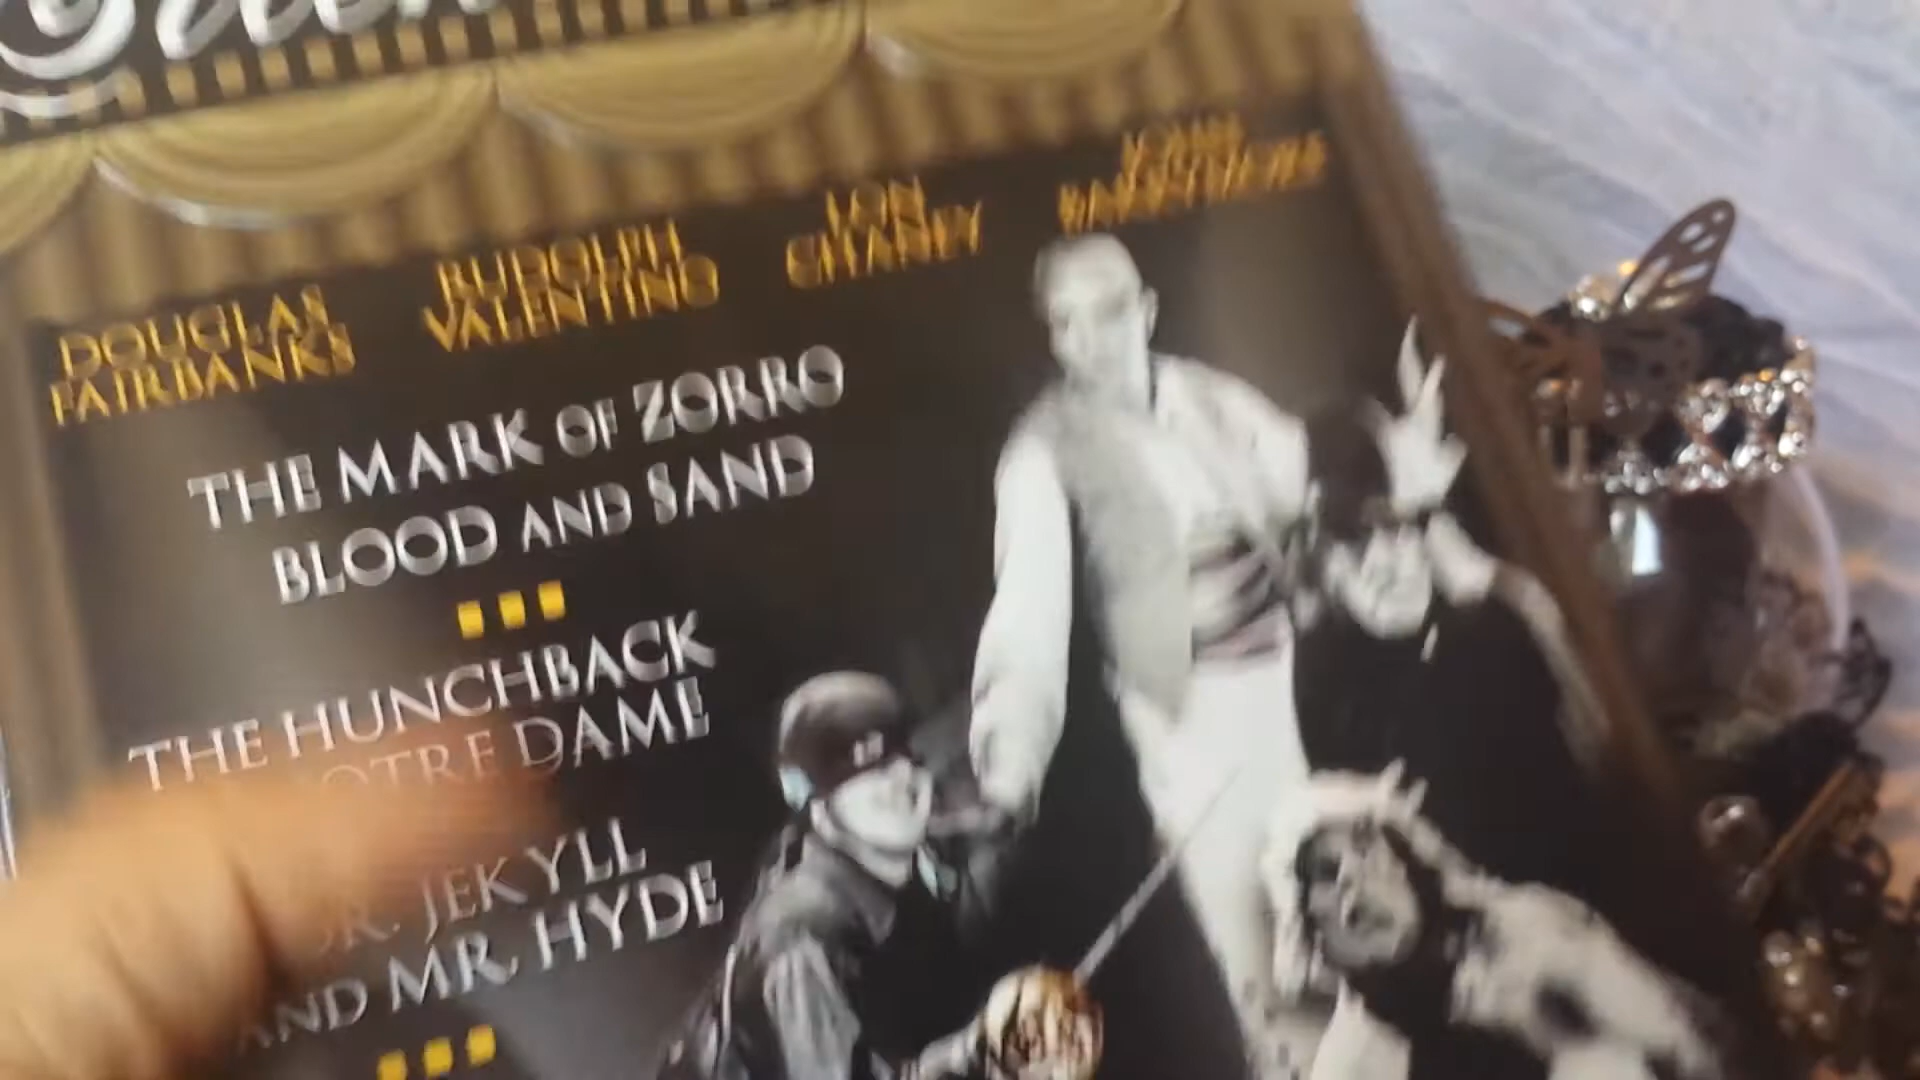 DOUGLAS
FAIRBANKS
RUDOLPH
VALENTINO
LON
CHANEY
JOHN
BARRYMORE
THE MARK OF ZORRO
BLOOD AND SAND
THE HUNCHBACK
DAME
DR. JEKYLL
AND MR. HYDE